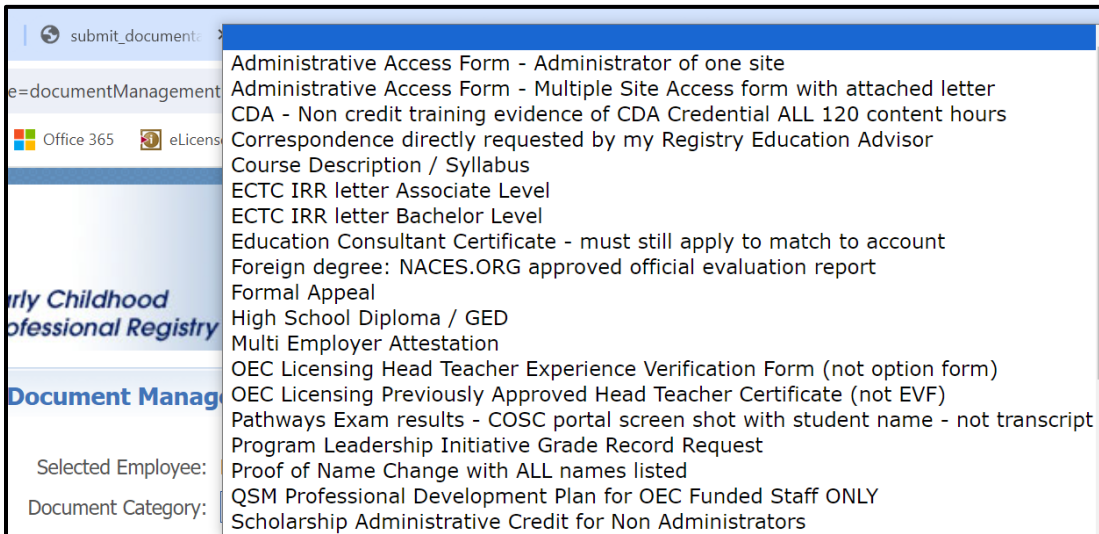 submit_documenta
e=documentManagement
Office 365 eLicens
rly Childhood
ofessional Registry
Document Manag
Selected Employee:
Document Category:
Administrative Access Form - Administrator of one site
Administrative Access Form - Multiple Site Access form with attached letter
CDA - Non credit training evidence of CDA Credential ALL 120 content hours
Correspondence directly requested by my Registry Education Advisor
Course Description / Syllabus
ECTC IRR letter Associate Level
ECTC IRR letter Bachelor Level
Education Consultant Certificate - must still apply to match to account
Foreign degree: NACES.ORG approved official evaluation report
Formal Appeal
High School Diploma / GED
Multi Employer Attestation
OEC Licensing Head Teacher Experience Verification Form (not option form)
OEC Licensing Previously Approved Head Teacher Certificate (not EVF)
Pathways Exam results - COSC portal screen shot with student name - not transcript
Program Leadership Initiative Grade Record Request
Proof of Name Change with ALL names listed
QSM Professional Development Plan for OEC Funded Staff ONLY
Scholarship Administrative Credit for Non Administrators